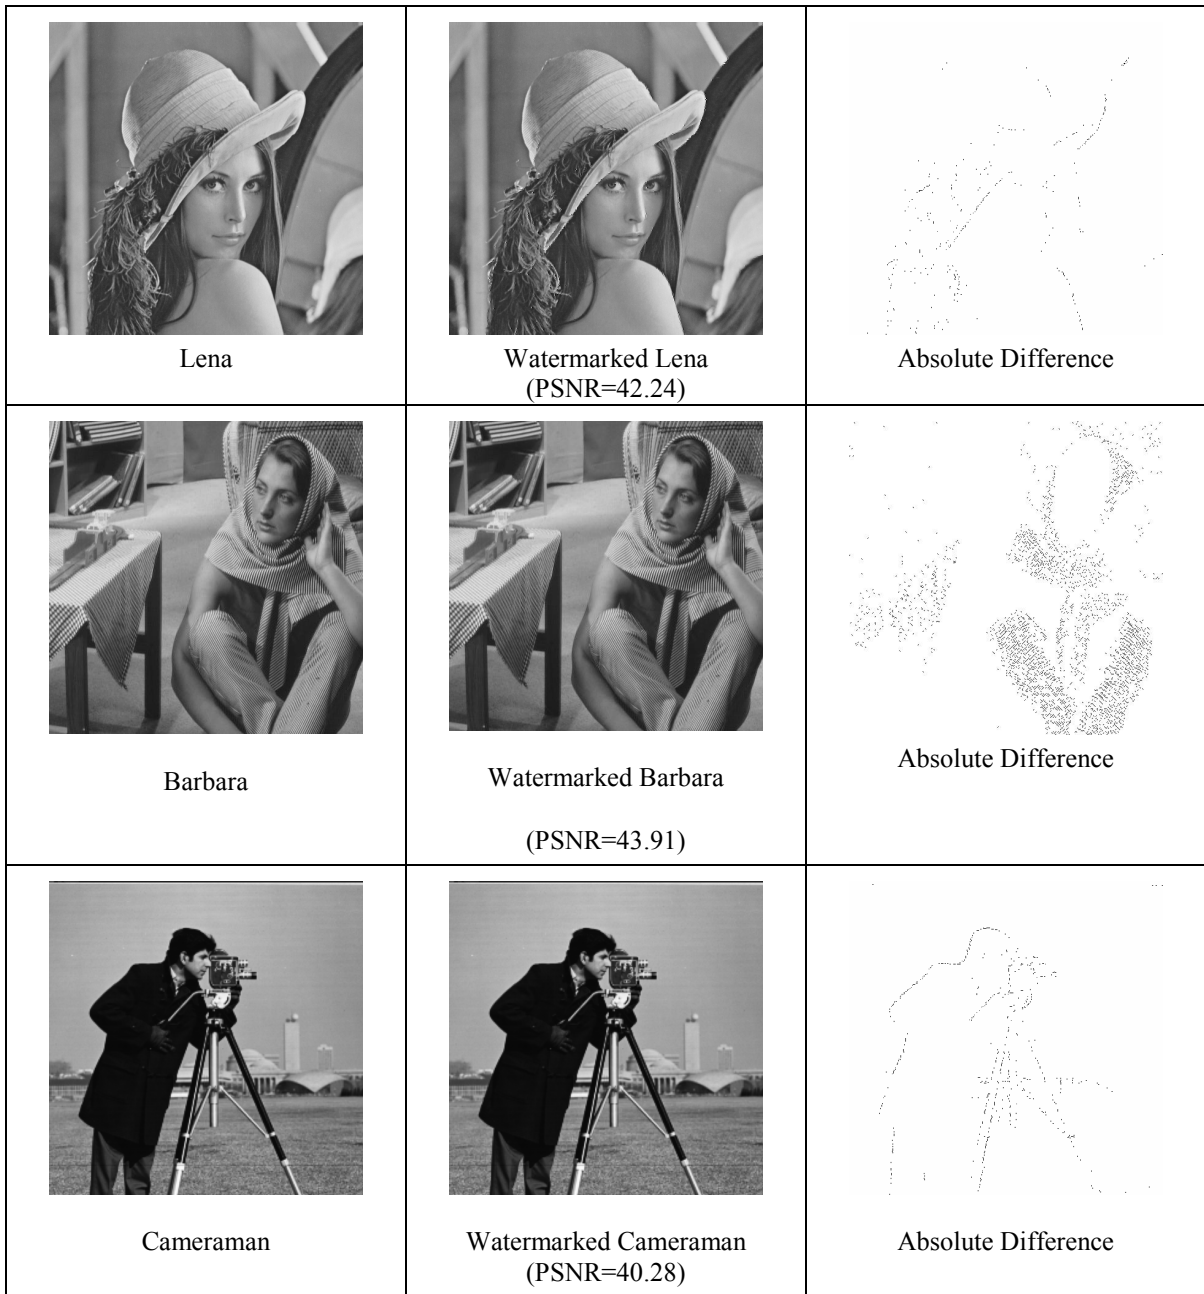 Lena
Watermarked Lena
(PSNR=42.24)
Absolute Difference
Barbara
Watermarked Barbara
(PSNR=43.91)
Absolute Difference
Cameraman
Watermarked Cameraman
(PSNR=40.28)
Absolute Difference